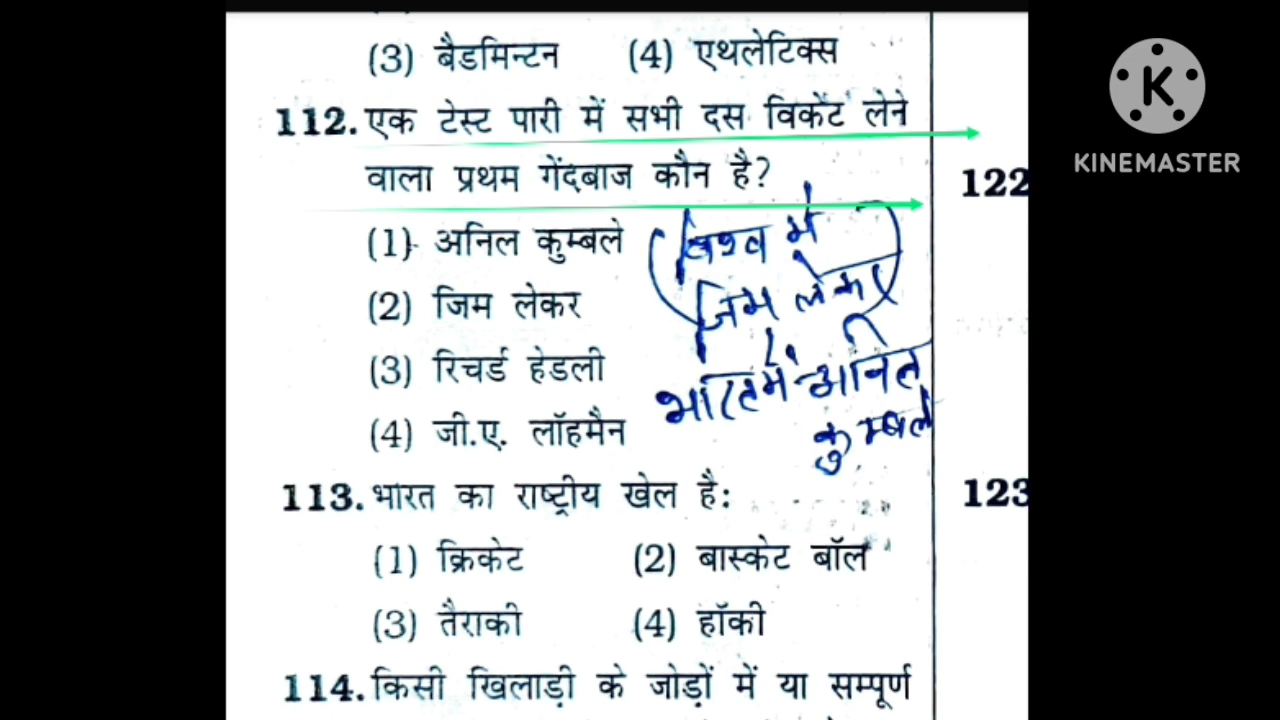 (3) बैडमिन्टन (4) एथलेटिक्स
112. एक टेस्ट पारी में सभी दस विकेट लेने
वाला प्रथम गेंदबाज कौन है?
(1) अनिल कुम्बले
(2) जिम लेकर
(3) रिचर्ड हेडली
(4) जी.ए. लॉहमैन
विश्व में
जिम लेकर
भारत में - अनिल
कुम्बले
113. भारत का राष्ट्रीय खेल है:
(1) क्रिकेट (2) बास्केट बॉल
(3) तैराकी (4) हॉकी
114. किसी खिलाड़ी के जोड़ों में या सम्पूर्ण
122
123
KINEMASTER